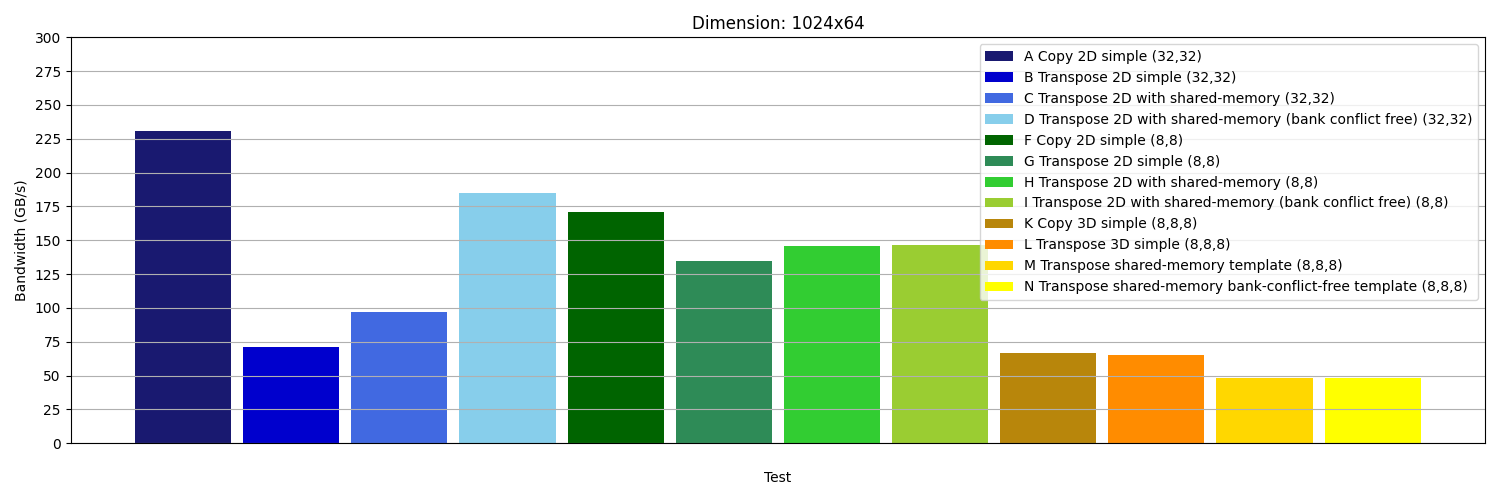 Dimension: 1024x64
300
275
250
225
200
175
150
125
100
75
50
25
0
Bandwidth (GB/s)
A Copy 2D simple (32,32)
B Transpose 2D simple (32,32)
C Transpose 2D with shared-memory (32,32)
D Transpose 2D with shared-memory (bank conflict free) (32,32)
F Copy 2D simple (8,8)
G Transpose 2D simple (8,8)
H Transpose 2D with shared-memory (8,8)
I Transpose 2D with shared-memory (bank conflict free) (8,8)
K Copy 3D simple (8,8,8)
L Transpose 3D simple (8,8,8)
M Transpose shared-memory template (8,8,8)
N Transpose shared-memory bank-conflict-free template (8,8,8)
Test